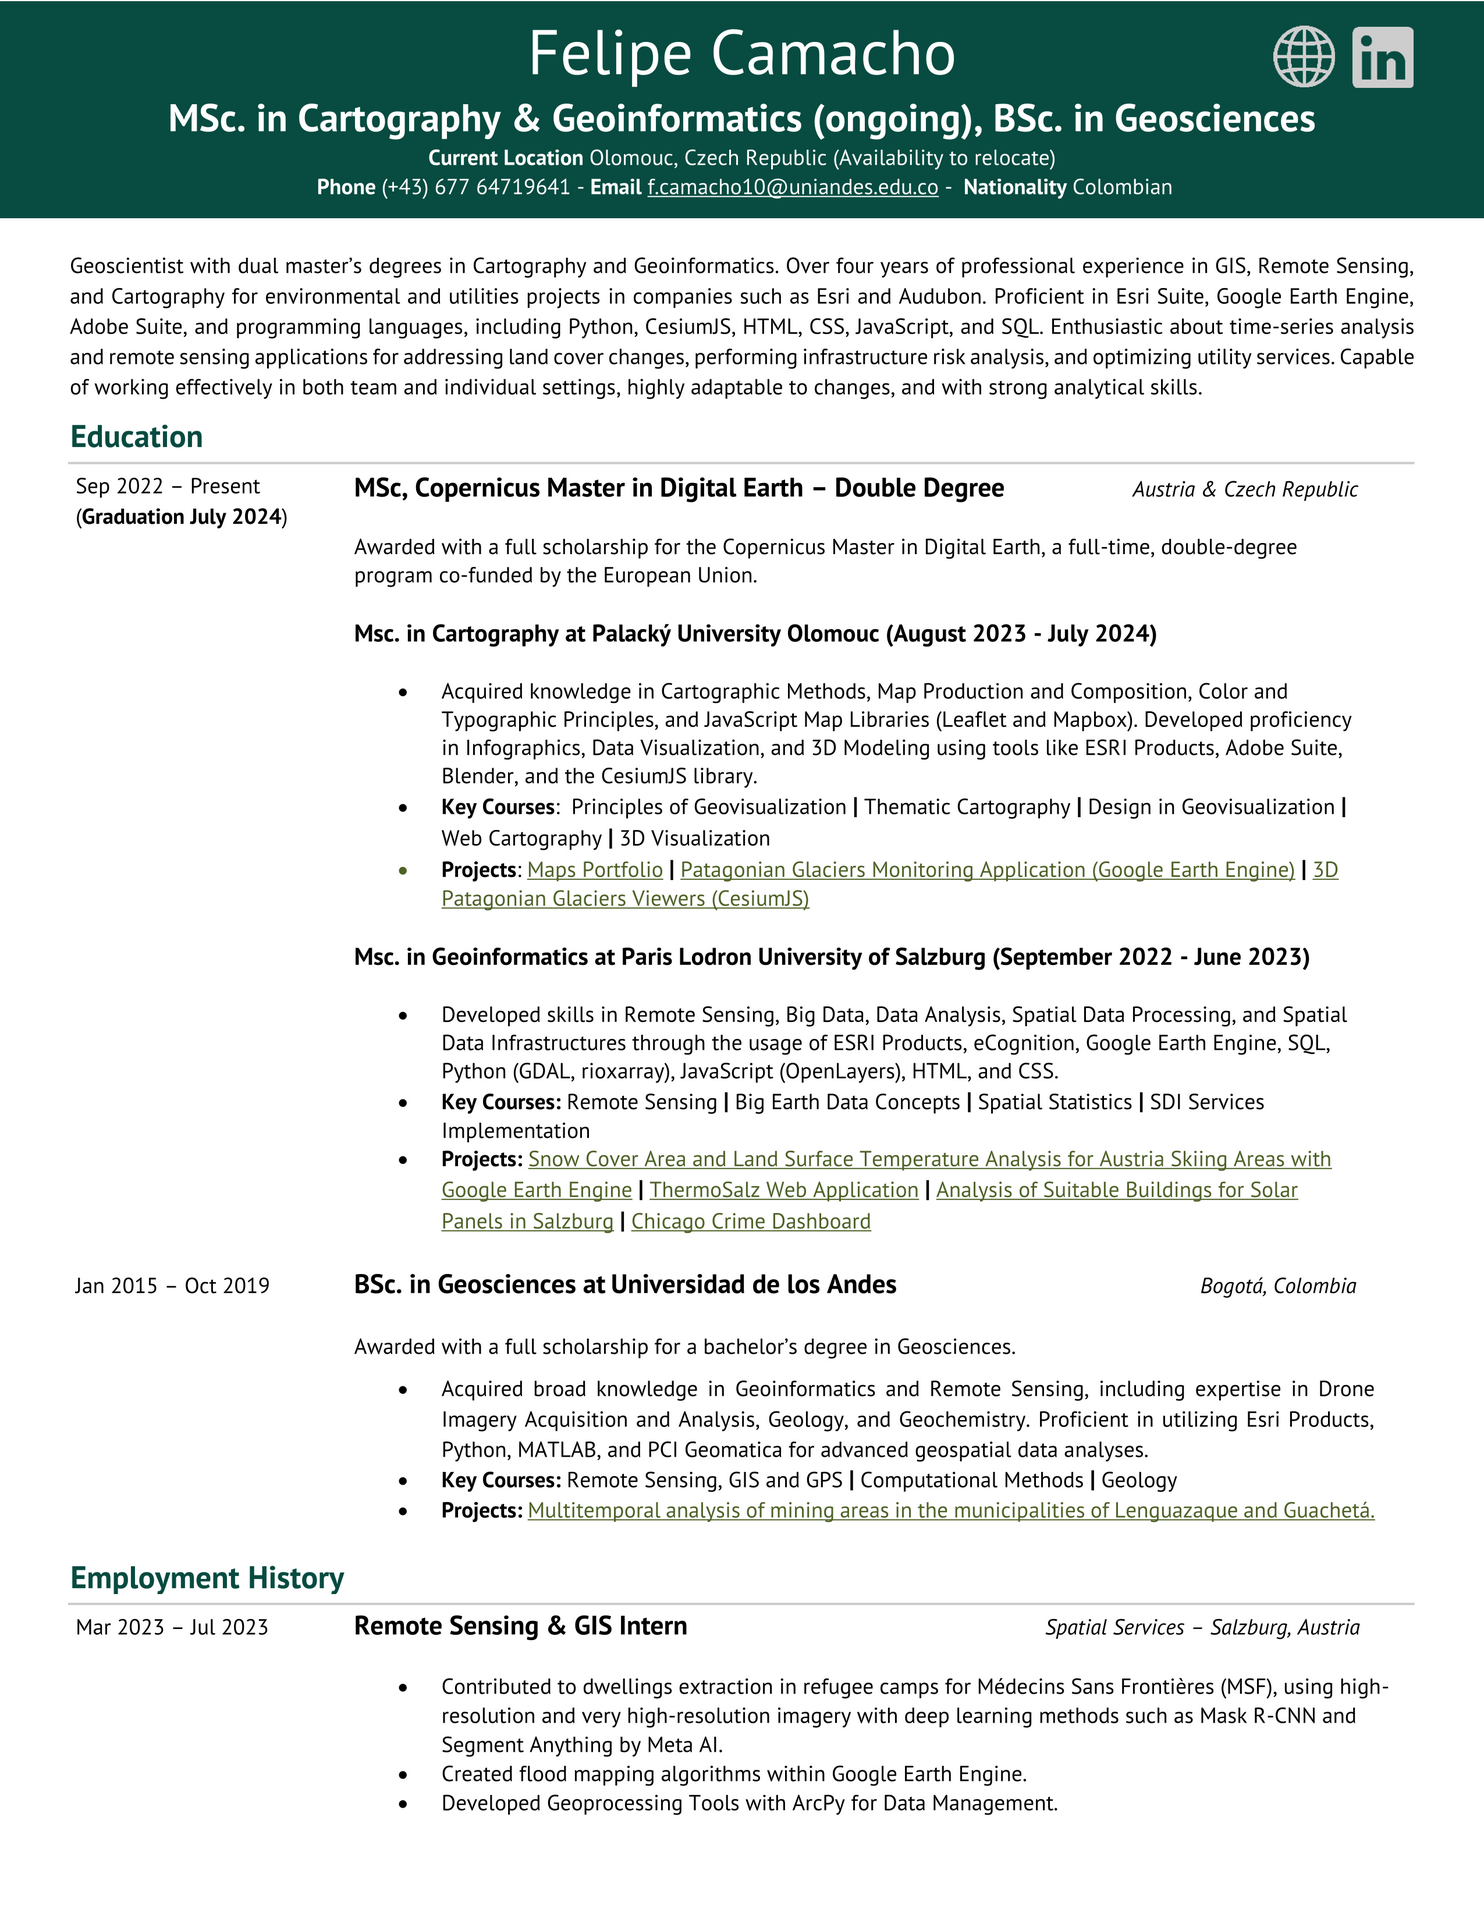 Felipe Camacho
in
MSc. in Cartography & Geoinformatics (ongoing), BSc. in Geosciences
Current Location Olomouc, Czech Republic (Availability to relocate)
Phone (+43) 677 64719641 - Email f.camacho10@uniandes.edu.co - Nationality Colombian
Geoscientist with dual master’s degrees in Cartography and Geoinformatics. Over four years of professional experience in GIS, Remote Sensing,
and Cartography for environmental and utilities projects in companies such as Esri and Audubon. Proficient in Esri Suite, Google Earth Engine,
Adobe Suite, and programming languages, including Python, CesiumJS, HTML, CSS, JavaScript, and SQL. Enthusiastic about time-series analysis
and remote sensing applications for addressing land cover changes, performing infrastructure risk analysis, and optimizing utility services. Capable
of working effectively in both team and individual settings, highly adaptable to changes, and with strong analytical skills.
Education
Sep 2022 – Present
(Graduation July 2024)
MSc, Copernicus Master in Digital Earth – Double Degree
Austria & Czech Republic
Awarded with a full scholarship for the Copernicus Master in Digital Earth, a full-time, double-degree
program co-funded by the European Union.
Msc. in Cartography at Palacký University Olomouc (August 2023 - July 2024)
• Acquired knowledge in Cartographic Methods, Map Production and Composition, Color and
Typographic Principles, and JavaScript Map Libraries (Leaflet and Mapbox). Developed proficiency
in Infographics, Data Visualization, and 3D Modeling using tools like ESRI Products, Adobe Suite,
Blender, and the CesiumJS library.
• Key Courses: Principles of Geovisualization | Thematic Cartography | Design in Geovisualization |
Web Cartography | 3D Visualization
• Projects: Maps Portfolio | Patagonian Glaciers Monitoring Application (Google Earth Engine) | 3D
Patagonian Glaciers Viewers (CesiumJS)
Msc. in Geoinformatics at Paris Lodron University of Salzburg (September 2022 - June 2023)
• Developed skills in Remote Sensing, Big Data, Data Analysis, Spatial Data Processing, and Spatial
Data Infrastructures through the usage of ESRI Products, eCognition, Google Earth Engine, SQL,
Python (GDAL, rioxarray), JavaScript (OpenLayers), HTML, and CSS.
• Key Courses: Remote Sensing | Big Earth Data Concepts | Spatial Statistics | SDI Services
Implementation
• Projects: Snow Cover Area and Land Surface Temperature Analysis for Austria Skiing Areas with
Google Earth Engine | ThermoSalz Web Application | Analysis of Suitable Buildings for Solar
Panels in Salzburg | Chicago Crime Dashboard
Jan 2015 – Oct 2019
BSc. in Geosciences at Universidad de los Andes
Bogotá, Colombia
Awarded with a full scholarship for a bachelor’s degree in Geosciences.
• Acquired broad knowledge in Geoinformatics and Remote Sensing, including expertise in Drone
Imagery Acquisition and Analysis, Geology, and Geochemistry. Proficient in utilizing Esri Products,
Python, MATLAB, and PCI Geomatica for advanced geospatial data analyses.
• Key Courses: Remote Sensing, GIS and GPS | Computational Methods | Geology
• Projects: Multitemporal analysis of mining areas in the municipalities of Lenguazaque and Guachetá.
Employment History
Mar 2023 – Jul 2023
Remote Sensing & GIS Intern
Spatial Services – Salzburg, Austria
• Contributed to dwellings extraction in refugee camps for Médecins Sans Frontières (MSF), using high-
resolution and very high-resolution imagery with deep learning methods such as Mask R-CNN and
Segment Anything by Meta AI.
• Created flood mapping algorithms within Google Earth Engine.
• Developed Geoprocessing Tools with ArcPy for Data Management.